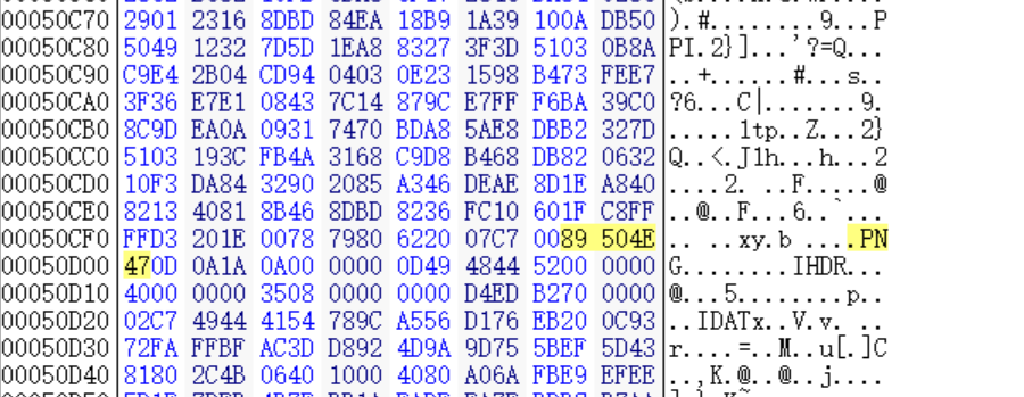 00050C70 2901 2316 8DBD 84EA 18B9 1A39 100A DB50 ).#........9...P
00050C80 5049 1232 7D5D 1EA8 8327 3F3D 5103 0B8A PI.2}]...'?=Q...
00050C90 C9E4 2B04 CD94 0403 0E23 1598 B473 FEE7 ..+......#...s..
00050CA0 3F36 E7E1 0843 7C14 879C E7FF F6BA 39C0 ?6...C|.......9.
00050CB0 8C9D EA0A 0931 7470 BDA8 5AE8 DBB2 327D .....1tp..Z...2}
00050CC0 5103 193C FB4A 3168 C9D8 B468 DB82 0632 Q..<.J1h...h...2
00050CD0 10F3 DA84 3290 2085 A346 DEAE 8D1E A840 ....2. ..F.....@
00050CE0 8213 4081 8B46 8DBD 8236 FC10 601F C8FF ..@..F...6..`...
00050CF0 FFD3 201E 0078 7980 6220 07C7 0089 504E .. ..xy.b ....PN
00050D00 470D 0A1A 0A00 0000 0D49 4844 5200 0000 G........IHDR...
00050D10 4000 0000 3508 0000 0000 D4ED B270 0000 @...5........p..
00050D20 02C7 4944 4154 789C A556 D176 EB20 0C93 ..IDATx..V.v. ..
00050D30 72FA FFBF AC3D D892 4D9A 9D75 5BEF 5D43 r....=..M..u[.]C
00050D40 8180 2C4B 0640 1000 4080 A06A FBE9 EFEE ..,K.@..@..j....